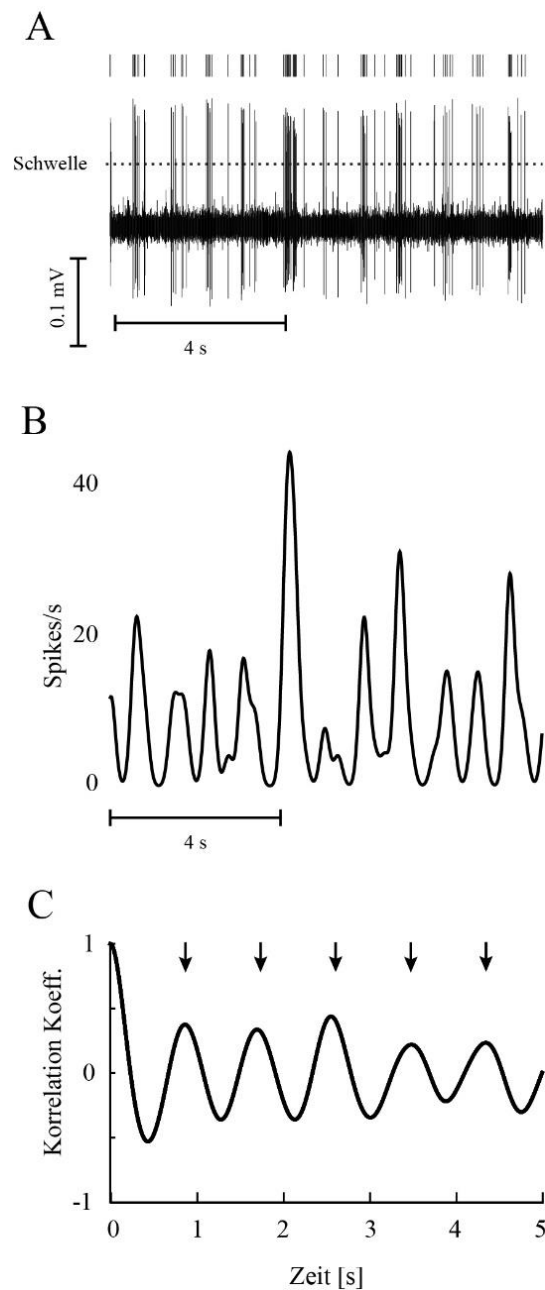 A
Schwelle
0.1 mV
4 s
B
40
20
0
Spikes/s
4 s
C
1
0
-1
Korrelation Koeff.
0 1 2 3 4 5
Zeit [s]